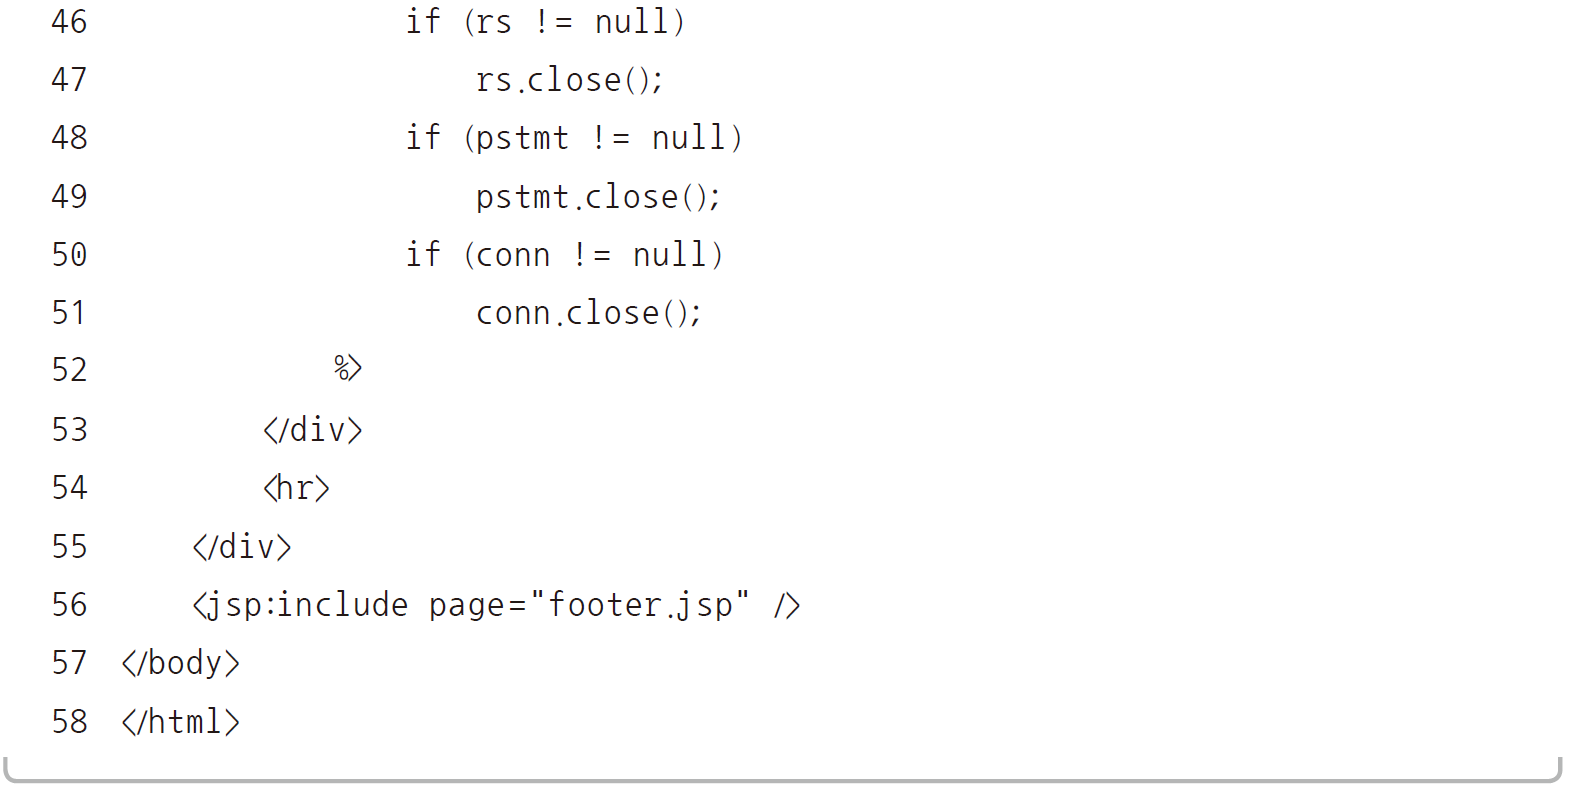 46                if (rs != null)
47                    rs.close();
48                if (pstmt != null)
49                    pstmt.close();
50                if (conn != null)
51                    conn.close();
52            %>
53        </div>
54        <hr>
55    </div>
56    <jsp:include page="footer.jsp" />
57 </body>
58 </html>